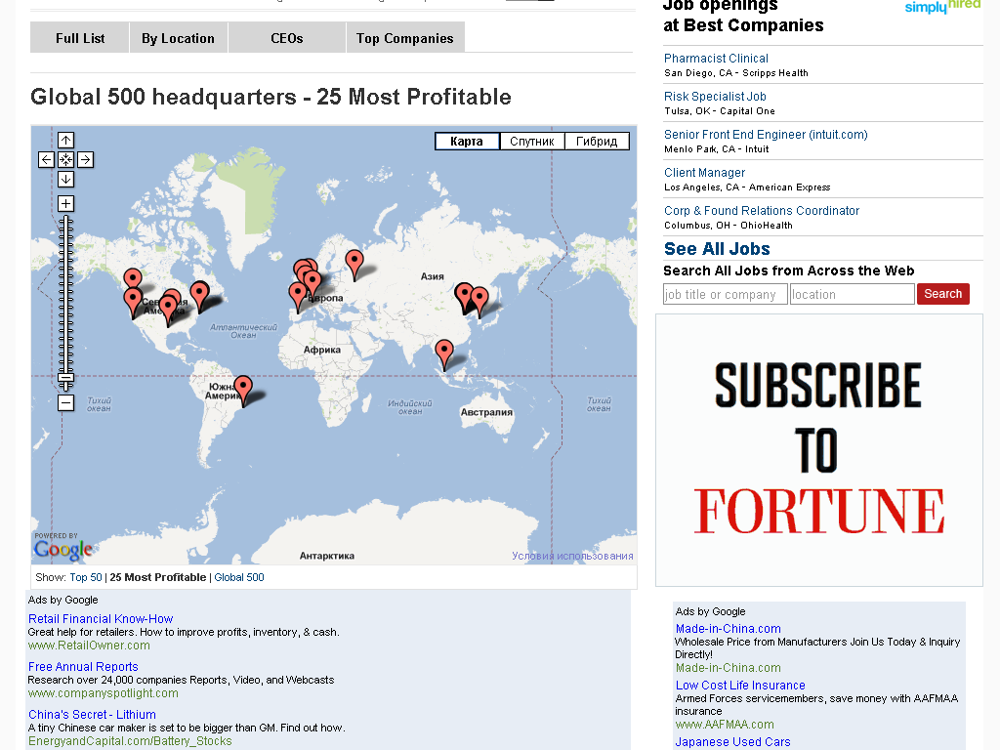 Full List
By Location
CEOs
Top Companies
Global 500 headquarters - 25 Most Profitable
Карта
Спутник
Гибрид
Азия
Европа
Атлантический
Океан
Африка
Южная
Тихий
океан
Индийский
океан
Тихий
океан
Австралия
POWERED BY
Google
Антарктика
Условия использования
Show: Top 50 | 25 Most Profitable | Global 500
Ads by Google
Retail Financial Know-How
Great help for retailers. How to improve profits, inventory, & cash.
www.RetailOwner.com
Free Annual Reports
Research over 24,000 companies Reports, Video, and Webcasts
www.companyspotlight.com
China's Secret - Lithium
A tiny Chinese car maker is set to be bigger than GM. Find out how.
EnergyandCapital.com/Battery_Stocks
Job openings
at Best Companies
simplyhired
Pharmacist Clinical
San Diego, CA - Scripps Health
Risk Specialist Job
Tulsa, OK - Capital One
Senior Front End Engineer (intuit.com)
Menlo Park, CA - Intuit
Client Manager
Los Angeles, CA - American Express
Corp & Found Relations Coordinator
Columbus, OH - OhioHealth
See All Jobs
Search All Jobs from Across the Web
job title or company
location
Search
SUBSCRIBE
TO
FORTUNE
Ads by Google
Made-in-China.com
Wholesale Price from Manufacturers Join Us Today & Inquiry
Directly!
Made-in-China.com
Low Cost Life Insurance
Armed Forces servicemembers, save money with AAFMAA
insurance
www.AAFMAA.com
Japanese Used Cars